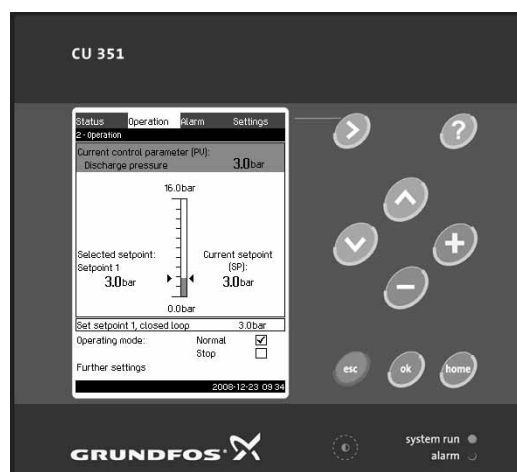 CU 351
Status Operation Alarm Settings
2 - Operation
Current control parameter (PV):
Discharge pressure 3.0bar
16.0bar
Selected setpoint: Current setpoint
Setpoint 1 (SP):
3.0bar 3.0bar
0.0bar
Set setpoint 1, closed loop 3.0bar
Operating mode: Normal
Stop
Further settings
2008-12-23 09:34
> ?
+
-
esc ok home
system run
GRUNDFOS
alarm